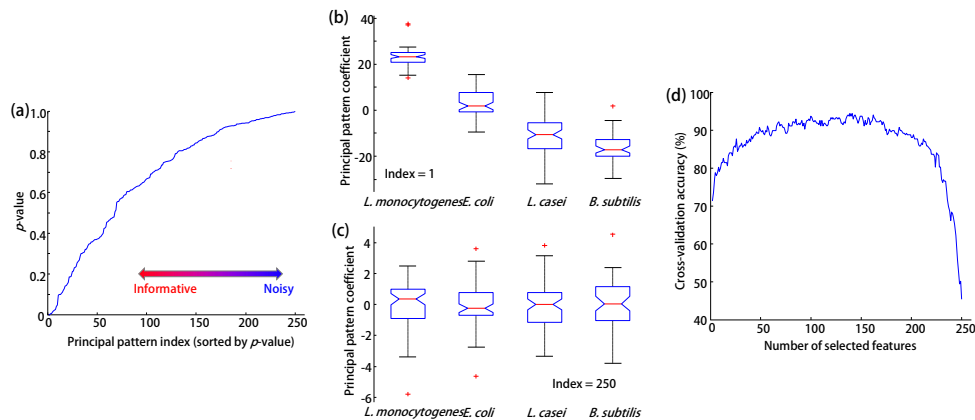 (a)
1.0
0.8
0.6
0.4
0.2
0
p-value
Informative
Noisy
0
50
100
150
200
250
Principal pattern index (sorted by p-value)
(b)
40
20
0
-20
Principal pattern coefficient
Index = 1
L. monocytogenes
E. coli
L. casei
B. subtilis
(c)
6
4
2
0
-2
-4
-6
Principal pattern coefficient
Index = 250
L. monocytogenes
E. coli
L. casei
B. subtilis
(d)
100
90
80
70
60
50
40
Cross-validation accuracy (%)
0
50
100
150
200
250
Number of selected features